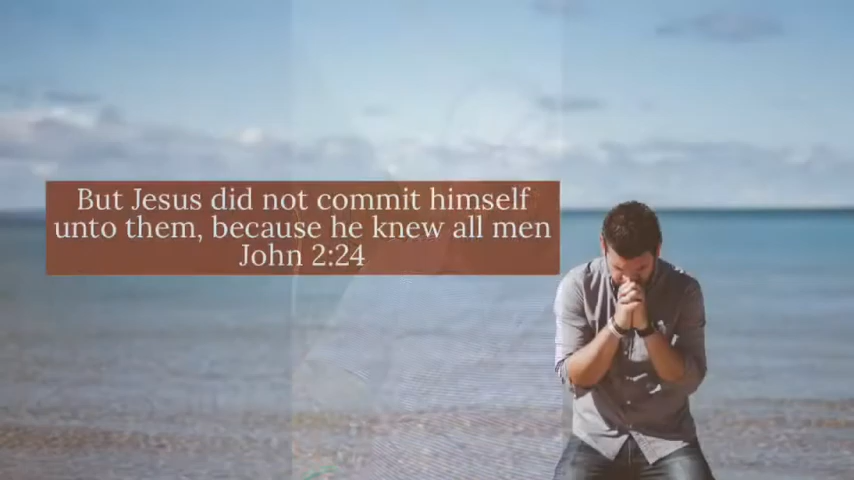 But Jesus did not commit himself
unto them, because he knew all men
John 2:24